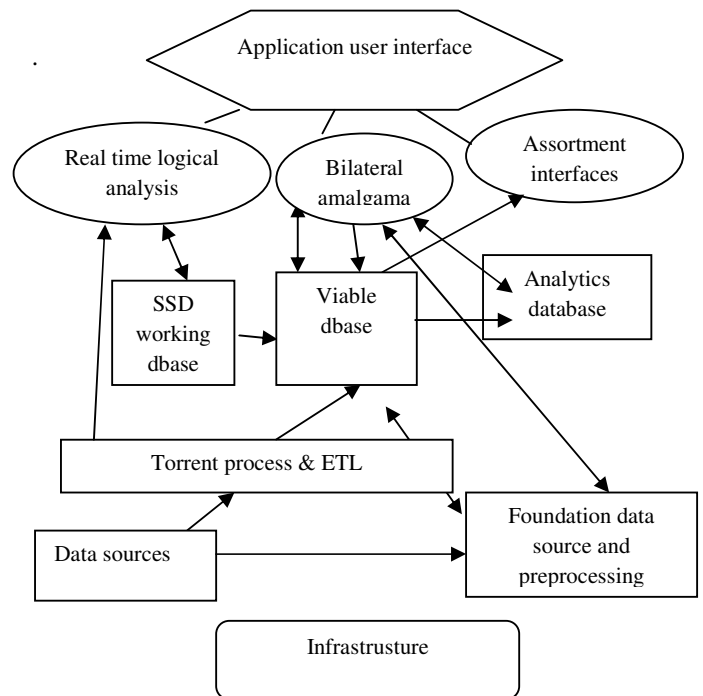 Application user interface
.
Real time logical
analysis
Bilateral
amalgama
Assortment
interfaces
SSD
working
dbase
Viable
dbase
Analytics
database
Torrent process & ETL
Data sources
Foundation data
source and
preprocessing
Infrastrusture